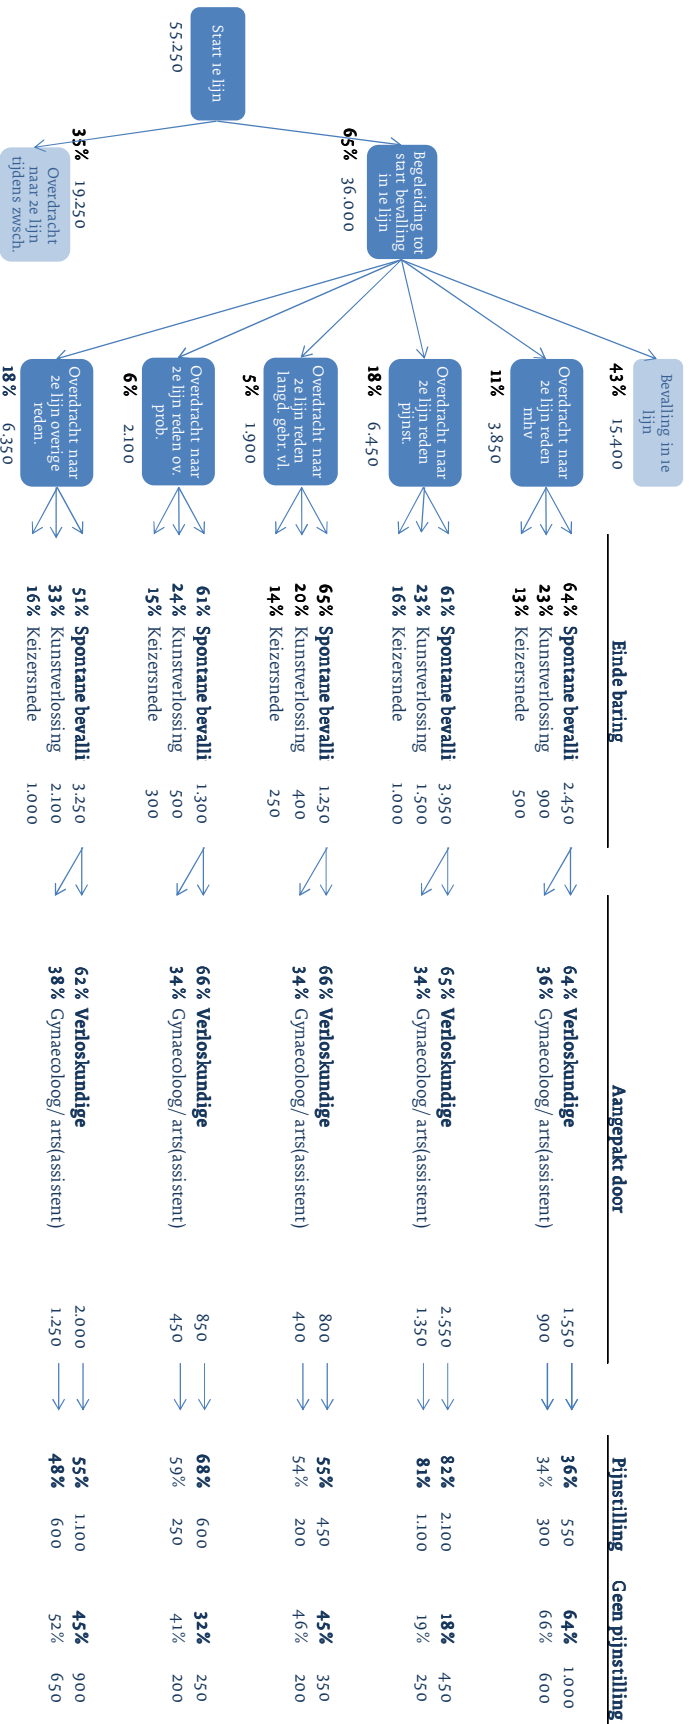 Start 1e lijn
55.250
Begeleiding tot
start bevalling
in 1e lijn
65% 36.000
Overdracht
naar 2e lijn
tijdens zwsch.
35% 19.250
Bevalling in 1e
lijn
43% 15.400
Einde baring
Aangepakt door
Pijnstilling
Geen pijnstilling
Overdracht naar
2e lijn reden
mhv
11% 3.850
64% Spontane bevalli 2.450
23% Kunstverlossing 900
13% Keizersnede 500
64% Verloskundige 1.550
36% Gynaecoloog/ arts(assistent) 900
36% 550 64% 1.000
34% 300 66% 600
Overdracht naar
2e lijn reden
pijnst.
18% 6.450
61% Spontane bevalli 3.950
23% Kunstverlossing 1.500
16% Keizersnede 1.000
65% Verloskundige 2.550
34% Gynaecoloog/ arts(assistent) 1.350
82% 2.100 18% 450
81% 1.100 19% 250
Overdracht naar
2e lijn reden
langd. gebr. vl.
5% 1.900
65% Spontane bevalli 1.250
20% Kunstverlossing 400
14% Keizersnede 250
66% Verloskundige 800
34% Gynaecoloog/ arts(assistent) 400
55% 450 45% 350
54% 200 46% 200
Overdracht naar
2e lijn reden ov.
prob.
6% 2.100
61% Spontane bevalli 1.300
24% Kunstverlossing 500
15% Keizersnede 300
66% Verloskundige 850
34% Gynaecoloog/ arts(assistent) 450
68% 600 32% 250
59% 250 41% 200
Overdracht naar
2e lijn overige
reden.
18% 6.350
51% Spontane bevalli 3.250
33% Kunstverlossing 2.100
16% Keizersnede 1.000
62% Verloskundige 2.000
38% Gynaecoloog/ arts(assistent) 1.250
55% 1.100 45% 900
48% 600 52% 650